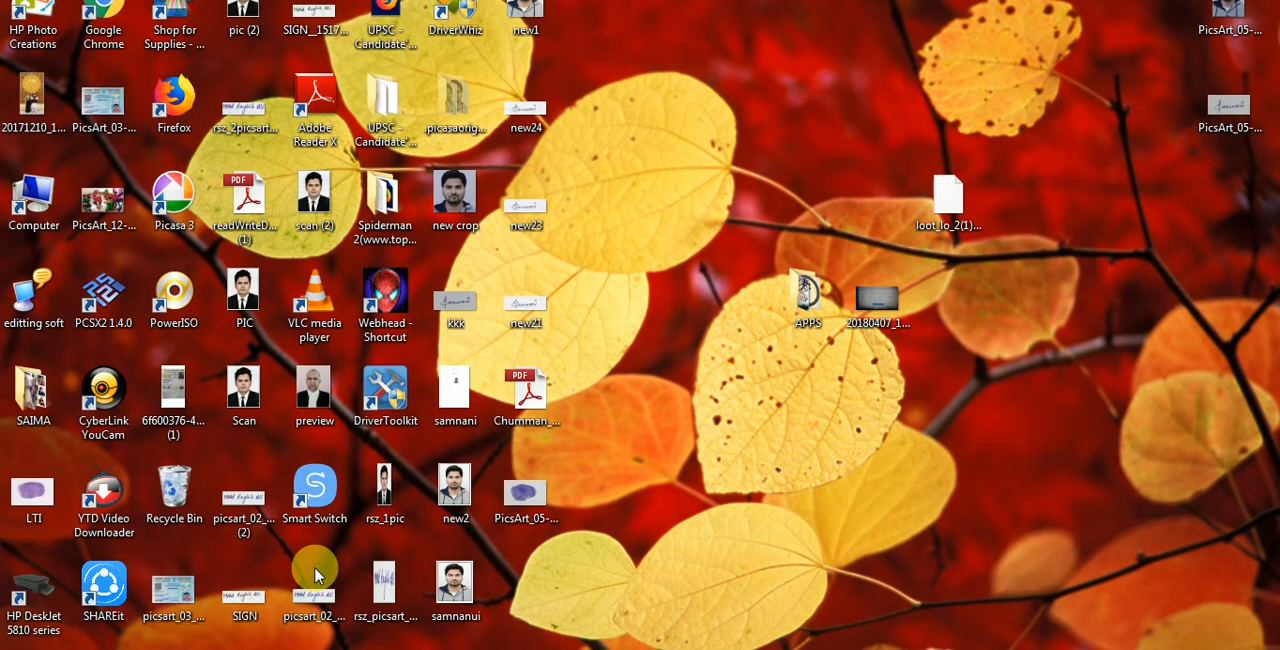 HP Photo
Creations
Google
Chrome
Shop for
Supplies - ...
pic (2)
SIGN_1517...
UPSC -
Candidate'...
DriverWhiz
new1
PicsArt_05-...
20171210_1...
PicsArt_03-...
Firefox
rsz_2picsart...
Adobe
Reader X
UPSC -
Candidate'...
.picasaorig...
new24
PicsArt_05-...
Computer
PicsArt_12-...
Picasa 3
PDF
readWriteD...
(1)
scan (2)
Spiderman
2(www.top...
new crop
new23
loot_lo_2(1)...
editting soft
PCSX2 1.4.0
PowerISO
PIC
VLC media
player
Webhead -
Shortcut
kkk
new21
APPS
20180407_1...
SAIMA
CyberLink
YouCam
6f600376-4...
(1)
Scan
preview
DriverToolkit
samnani
PDF
Chumman_...
LTI
YTD Video
Downloader
Recycle Bin
picsart_02_...
(2)
Smart Switch
rsz_1pic
new2
PicsArt_05-...
HP DeskJet
5810 series
SHAREit
picsart_03_...
SIGN
picsart_02_...
rsz_picsart_...
samnanui